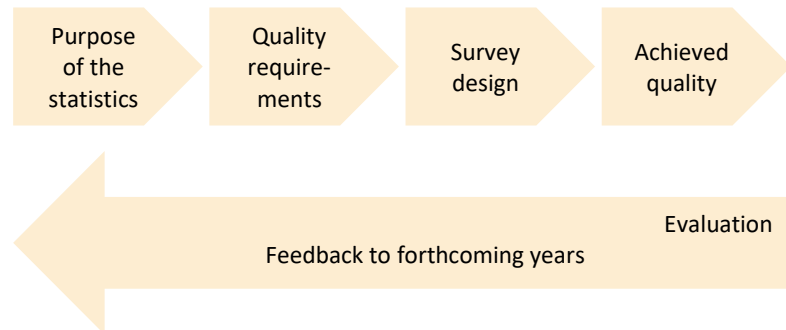 Purpose
of the
statistics
Quality
require-
ments
Survey
design
Achieved
quality
Evaluation
Feedback to forthcoming years